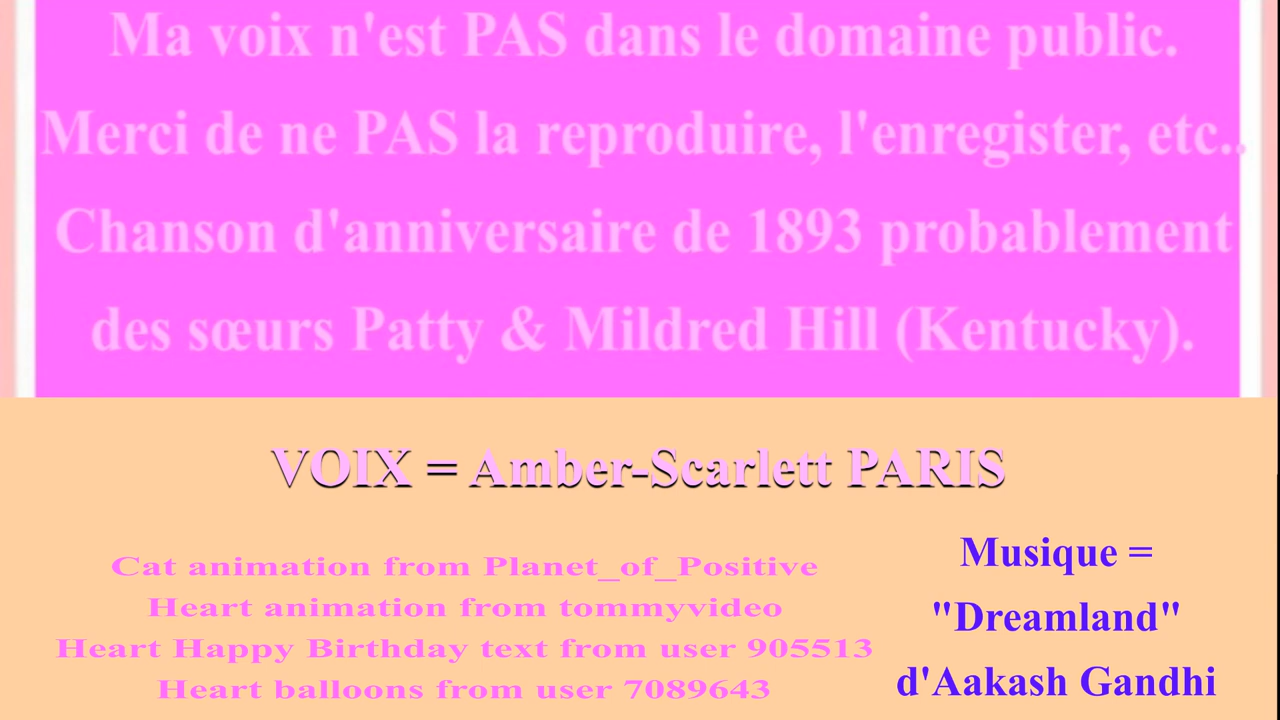 Ma voix n'est PAS dans le domaine public.
Merci de ne PAS la reproduire, l'enregister, etc..
Chanson d'anniversaire de 1893 probablement
des sœurs Patty & Mildred Hill (Kentucky).
VOIX = Amber-Scarlett PARIS
Cat animation from Planet_of_Positive
Heart animation from tommyvideo
Heart Happy Birthday text from user 905513
Heart balloons from user 7089643
Musique =
"Dreamland"
d'Aakash Gandhi